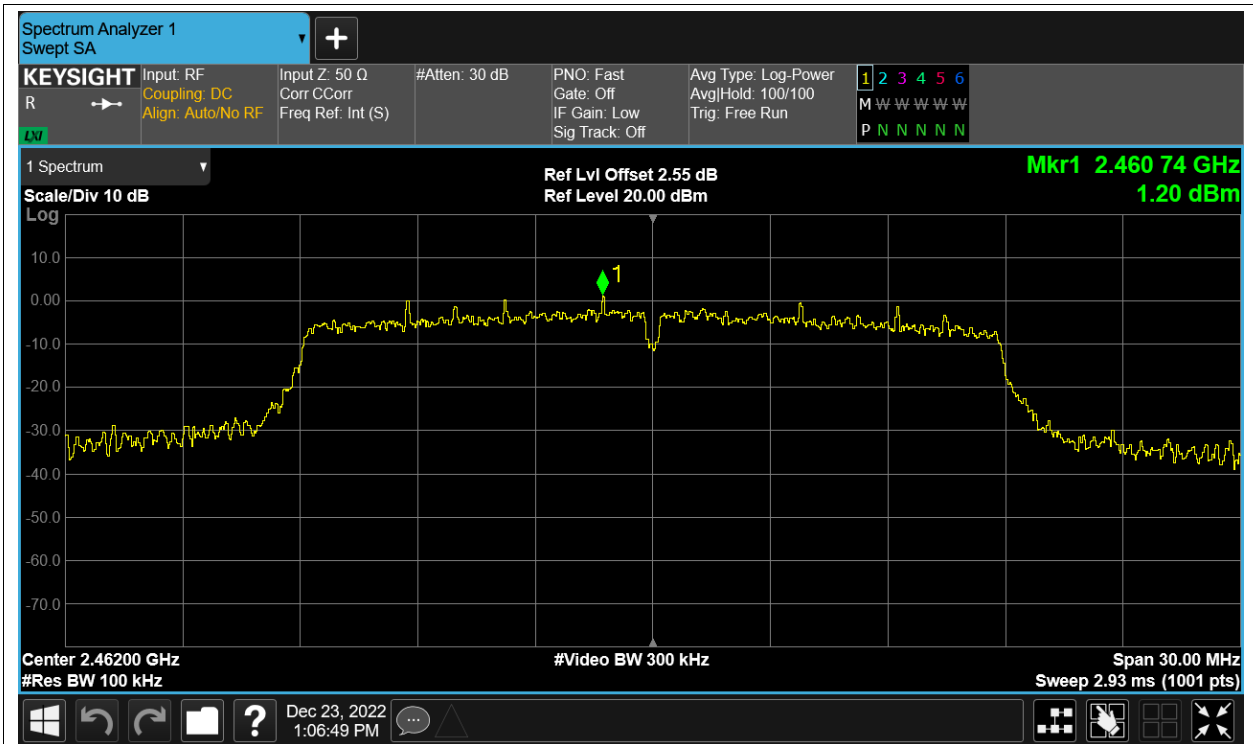 Spectrum Analyzer 1
Swept SA
KEYSIGHT
R
LXI
Input: RF
Coupling: DC
Align: Auto/No RF
Input Z: 50 Ω
Corr CCorr
Freq Ref: Int (S)
#Atten: 30 dB
PNO: Fast
Gate: Off
IF Gain: Low
Sig Track: Off
Avg Type: Log-Power
Avg|Hold: 100/100
Trig: Free Run
1 2 3 4 5 6
M W W W W W
P N N N N N
1 Spectrum
Scale/Div 10 dB
Ref Lvl Offset 2.55 dB
Ref Level 20.00 dBm
Mkr1 2.460 74 GHz
1.20 dBm
Log
10.0
1
0.00
-10.0
-20.0
-30.0
-40.0
-50.0
-60.0
-70.0
Center 2.46200 GHz
#Video BW 300 kHz
Span 30.00 MHz
#Res BW 100 kHz
Sweep 2.93 ms (1001 pts)
?
Dec 23, 2022
1:06:49 PM